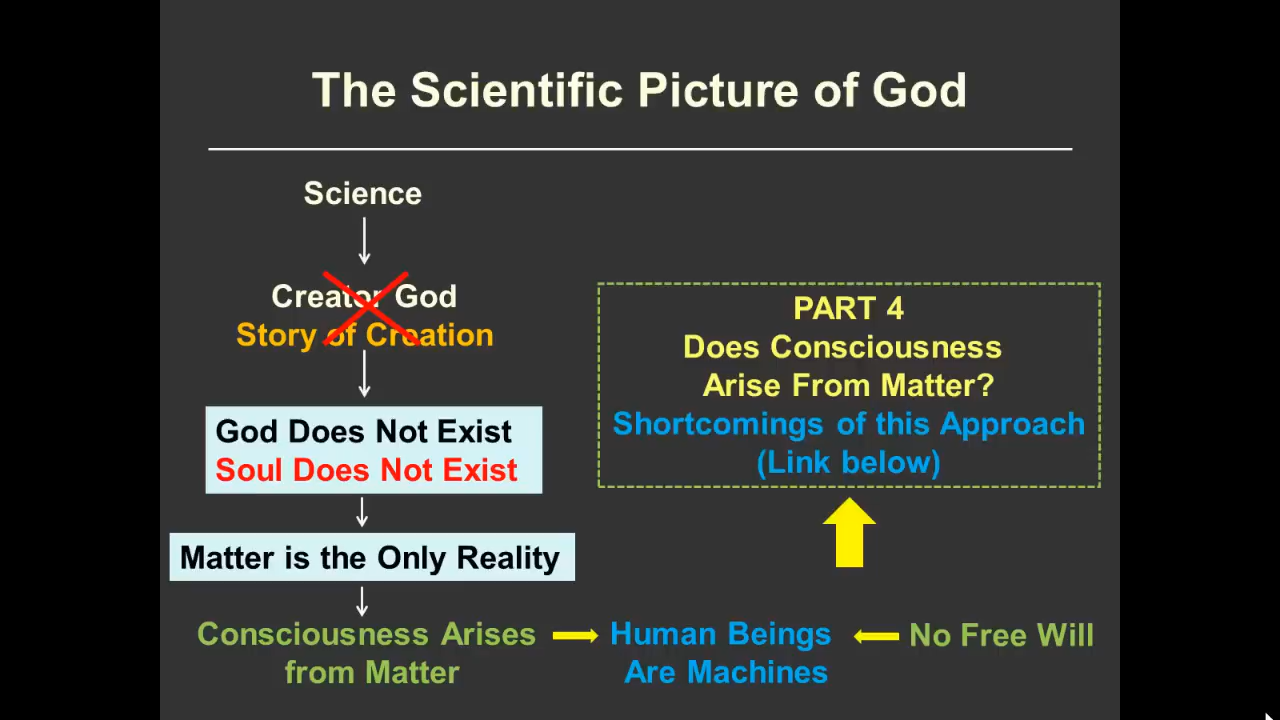 The Scientific Picture of God
Science
Creator God
Story of Creation
God Does Not Exist
Soul Does Not Exist
Matter is the Only Reality
Consciousness Arises
from Matter
Human Beings
Are Machines
No Free Will
PART 4
Does Consciousness
Arise From Matter?
Shortcomings of this Approach
(Link below)